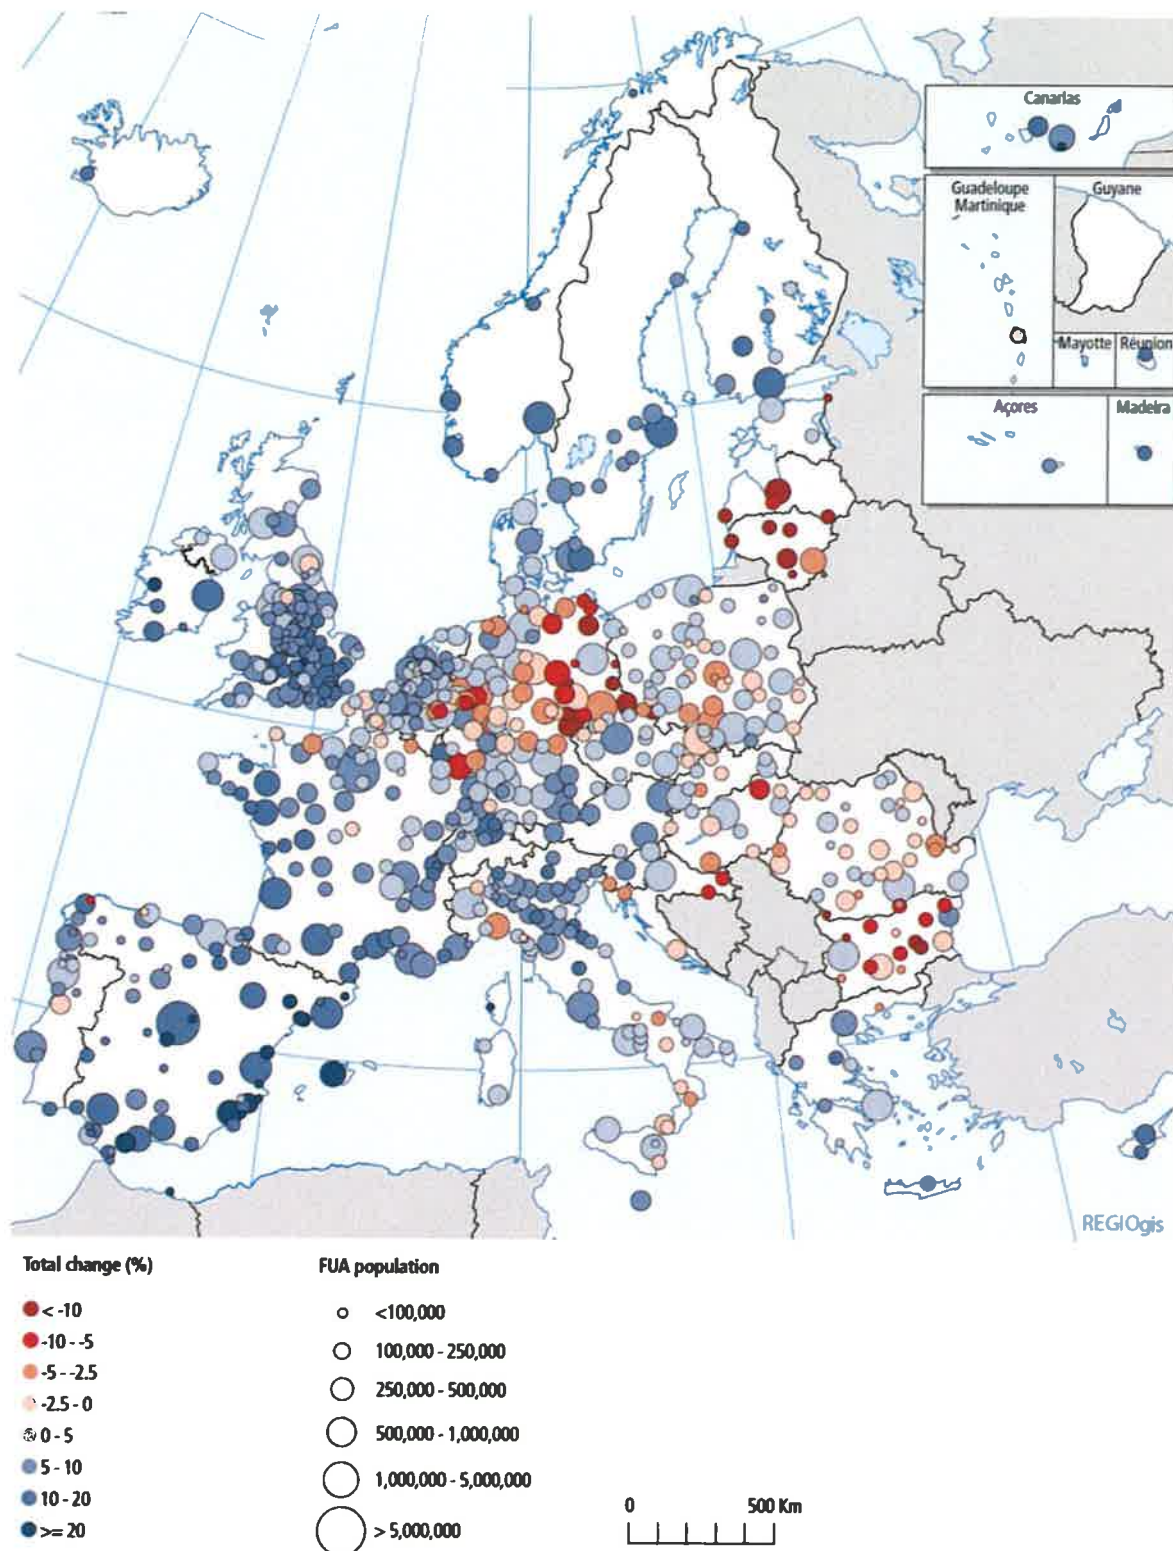 Canarias
Guadeloupe
Martinique
Guyane
Mayotte
Réunion
Açores
Madeira
REGIOgis
Total change (%)
< -10
-10 - -5
-5 - -2.5
-2.5 - 0
0 - 5
5 - 10
10 - 20
>= 20
FUA population
<100,000
100,000 - 250,000
250,000 - 500,000
500,000 - 1,000,000
1,000,000 - 5,000,000
> 5,000,000
0 500 Km